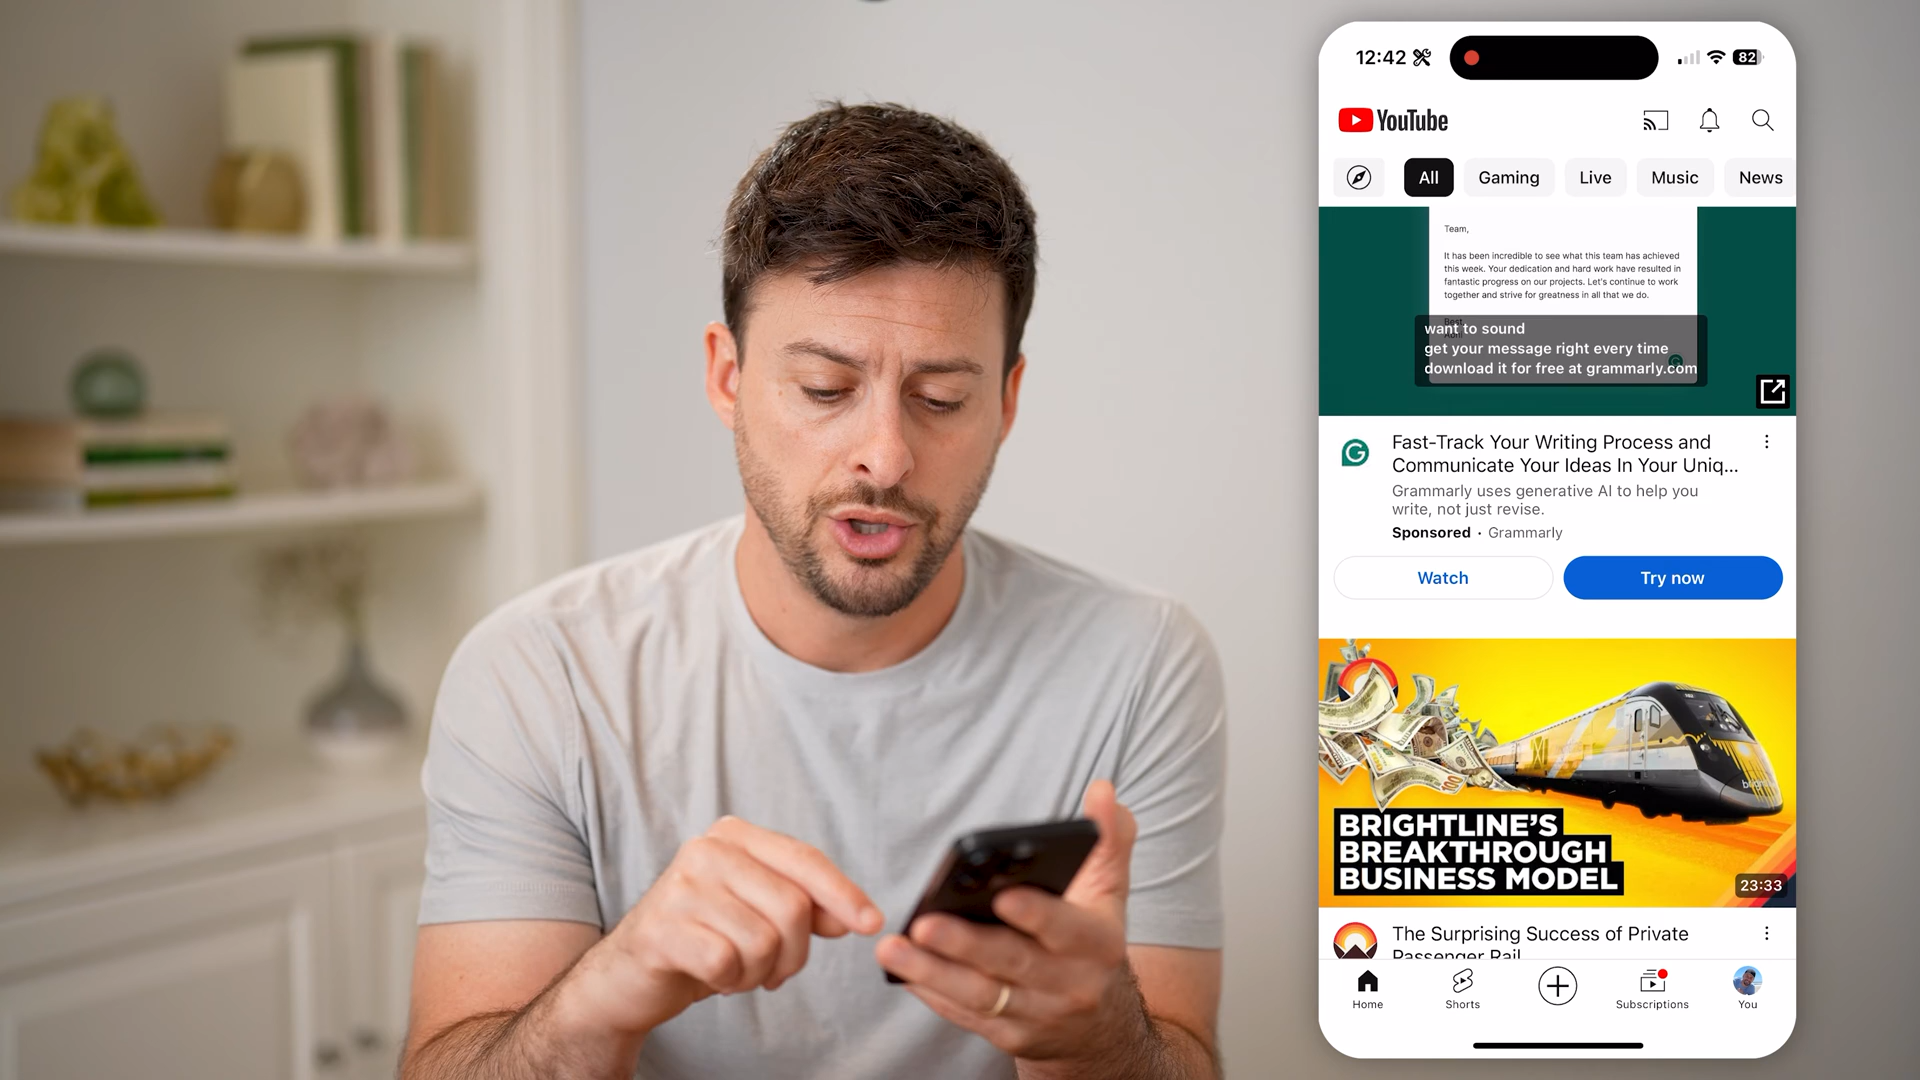 12:42
82
YouTube
All
Gaming
Live
Music
News
Team,
It has been incredible to see what this team has achieved
this week. Your dedication and hard work have resulted in
fantastic progress on our projects. Let's continue to work
together and strive for greatness in all that we do.
Best,
want to sound
get your message right every time
download it for free at grammarly.com
Fast-Track Your Writing Process and
Communicate Your Ideas In Your Uniq...
Grammarly uses generative AI to help you
write, not just revise.
Sponsored · Grammarly
Watch
Try now
BRIGHTLINE'S
BREAKTHROUGH
BUSINESS MODEL
23:33
The Surprising Success of Private
Passenger Rail
Home
Shorts
Subscriptions
You